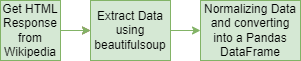 Get HTML
Response
from
Wikipedia
Extract Data
using
beautifulsoup
Normalizing Data
and converting
into a Pandas
DataFrame